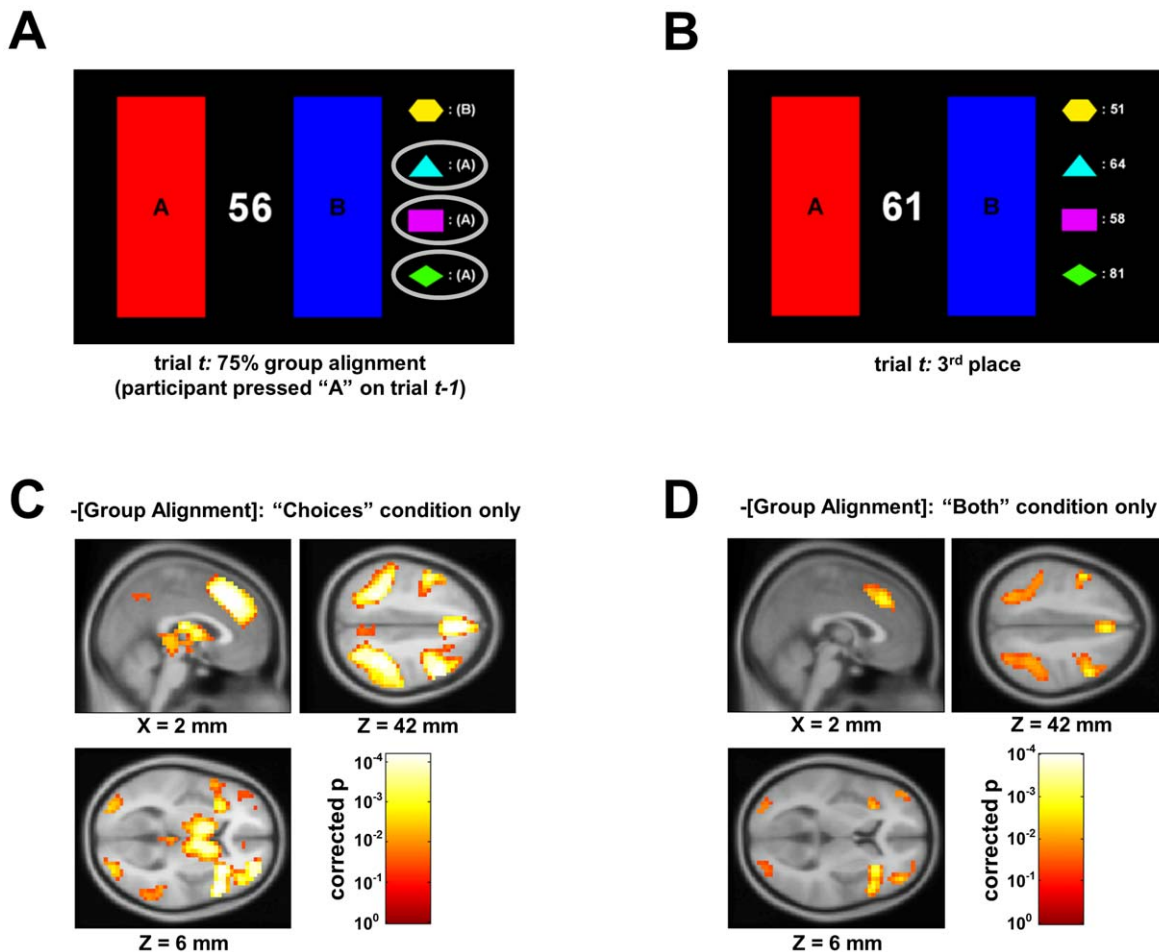 A
A
56
B
: (B)
: (A)
: (A)
: (A)
trial t: 75% group alignment
(participant pressed “A” on trial t-1)
B
A
61
B
: 51
: 64
: 58
: 81
trial t: 3rd place
C
-[Group Alignment]: “Choices” condition only
X = 2 mm
Z = 42 mm
Z = 6 mm
corrected p
10-4
10-3
10-2
10-1
100
D
-[Group Alignment]: “Both” condition only
X = 2 mm
Z = 42 mm
Z = 6 mm
corrected p
10-4
10-3
10-2
10-1
100